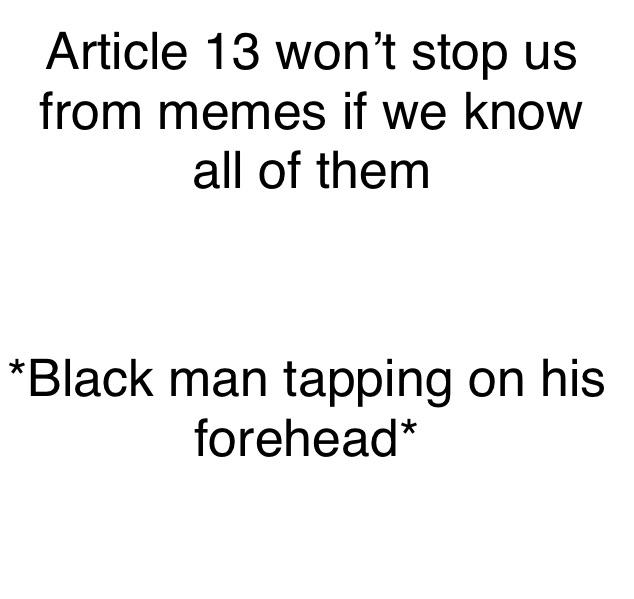 Article 13 won’t stop us
from memes if we know
all of them
*Black man tapping on his
forehead*